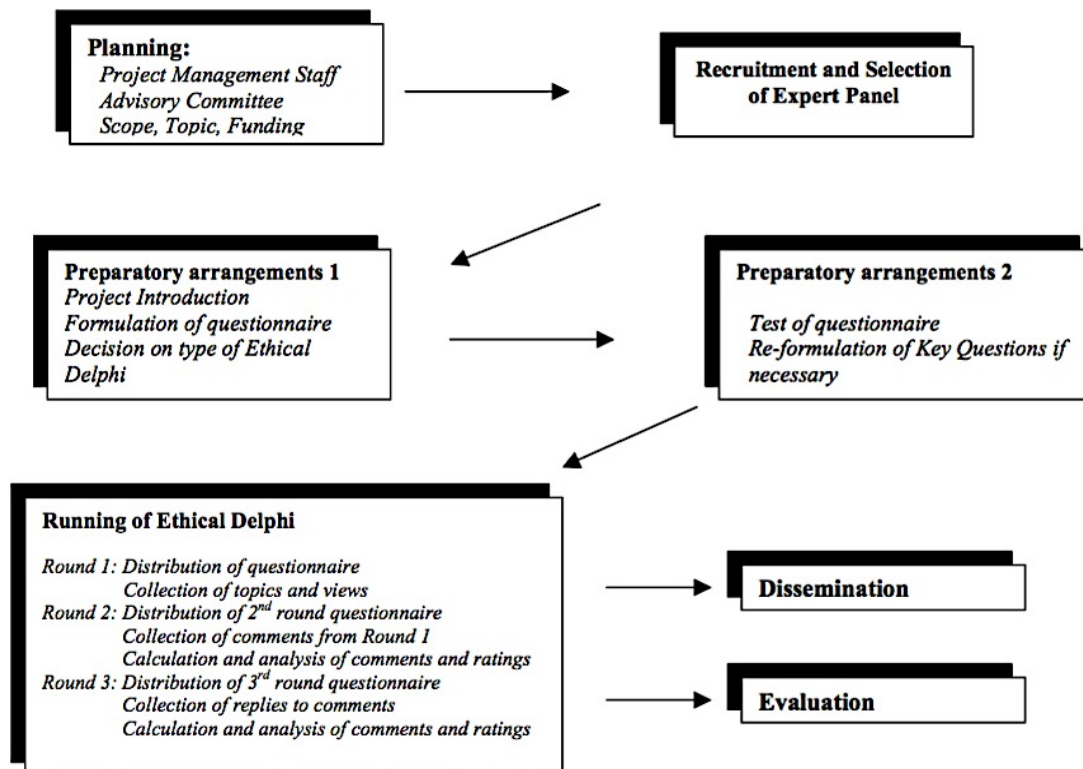 Planning:
Project Management Staff
Advisory Committee
Scope, Topic, Funding
Recruitment and Selection
of Expert Panel
Preparatory arrangements 1
Project Introduction
Formulation of questionnaire
Decision on type of Ethical
Delphi
Preparatory arrangements 2
Test of questionnaire
Re-formulation of Key Questions if
necessary
Running of Ethical Delphi
Round 1: Distribution of questionnaire
Collection of topics and views
Round 2: Distribution of 2nd round questionnaire
Collection of comments from Round 1
Calculation and analysis of comments and ratings
Round 3: Distribution of 3rd round questionnaire
Collection of replies to comments
Calculation and analysis of comments and ratings
Dissemination
Evaluation